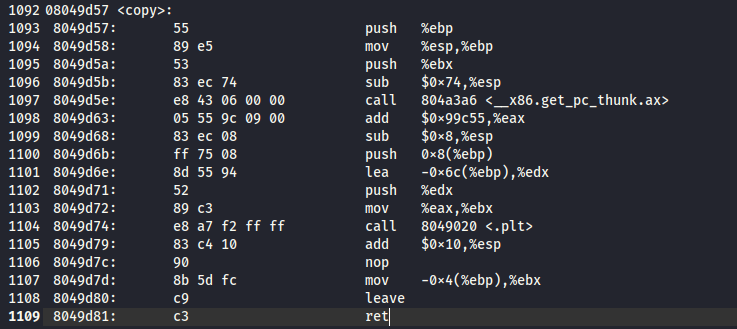 1092 08049d57 <copy>:
1093 8049d57: 55 push %ebp
1094 8049d58: 89 e5 mov %esp,%ebp
1095 8049d5a: 53 push %ebx
1096 8049d5b: 83 ec 74 sub $0×74,%esp
1097 8049d5e: e8 43 06 00 00 call 804a3a6 <__x86.get_pc_thunk.ax>
1098 8049d63: 05 55 9c 09 00 add $0×99c55,%eax
1099 8049d68: 83 ec 08 sub $0×8,%esp
1100 8049d6b: ff 75 08 push 0×8(%ebp)
1101 8049d6e: 8d 55 94 lea -0×6c(%ebp),%edx
1102 8049d71: 52 push %edx
1103 8049d72: 89 c3 mov %eax,%ebx
1104 8049d74: e8 a7 f2 ff ff call 8049020 <.plt>
1105 8049d79: 83 c4 10 add $0×10,%esp
1106 8049d7c: 90 nop
1107 8049d7d: 8b 5d fc mov -0×4(%ebp),%ebx
1108 8049d80: c9 leave
1109 8049d81: c3 ret